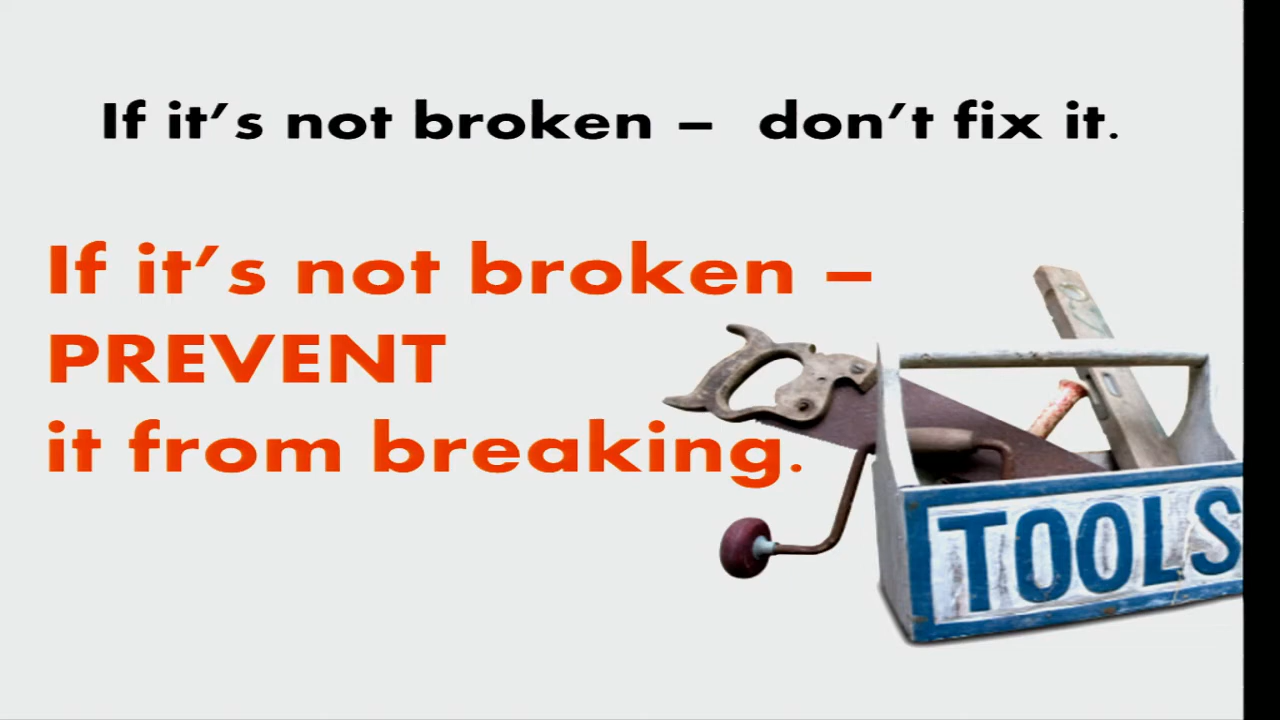 If it’s not broken – don’t fix it.
If it’s not broken –
PREVENT
it from breaking.
TOOLS